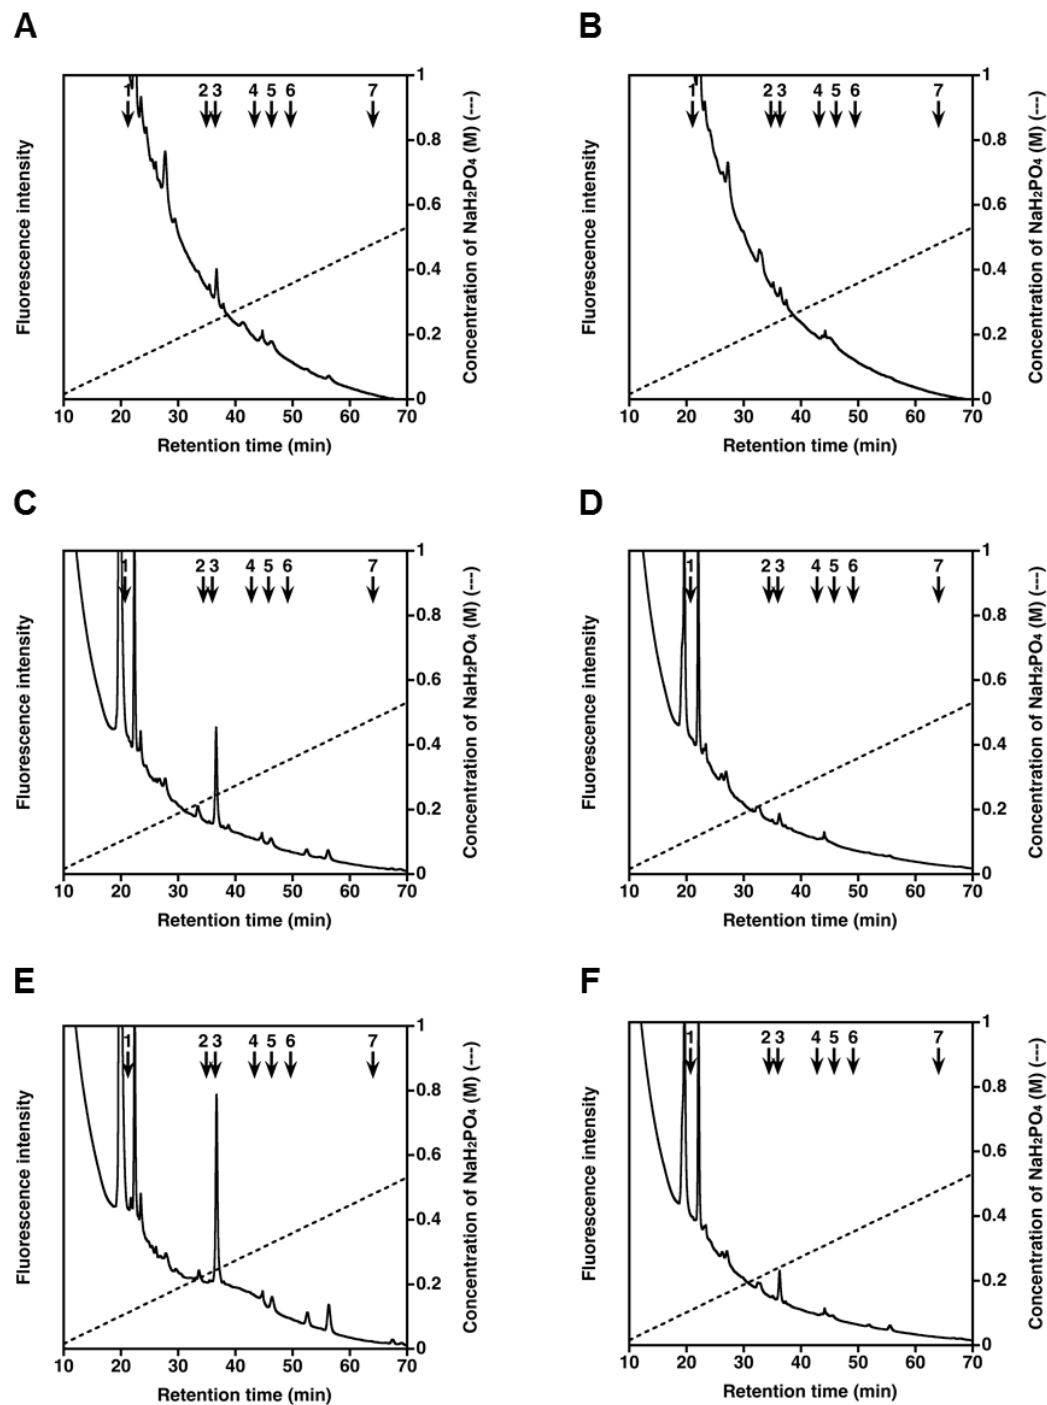 A
Fluorescence intensity
1 2 3 4 5 6 7
1
0.8
0.6
0.4
0.2
0
Concentration of NaH2PO4 (M) (---)
10 20 30 40 50 60 70
Retention time (min)
B
Fluorescence intensity
1 2 3 4 5 6 7
1
0.8
0.6
0.4
0.2
0
Concentration of NaH2PO4 (M) (---)
10 20 30 40 50 60 70
Retention time (min)
C
Fluorescence intensity
1 2 3 4 5 6 7
1
0.8
0.6
0.4
0.2
0
Concentration of NaH2PO4 (M) (---)
10 20 30 40 50 60 70
Retention time (min)
D
Fluorescence intensity
1 2 3 4 5 6 7
1
0.8
0.6
0.4
0.2
0
Concentration of NaH2PO4 (M) (---)
10 20 30 40 50 60 70
Retention time (min)
E
Fluorescence intensity
1 2 3 4 5 6 7
1
0.8
0.6
0.4
0.2
0
Concentration of NaH2PO4 (M) (---)
10 20 30 40 50 60 70
Retention time (min)
F
Fluorescence intensity
1 2 3 4 5 6 7
1
0.8
0.6
0.4
0.2
0
Concentration of NaH2PO4 (M) (---)
10 20 30 40 50 60 70
Retention time (min)